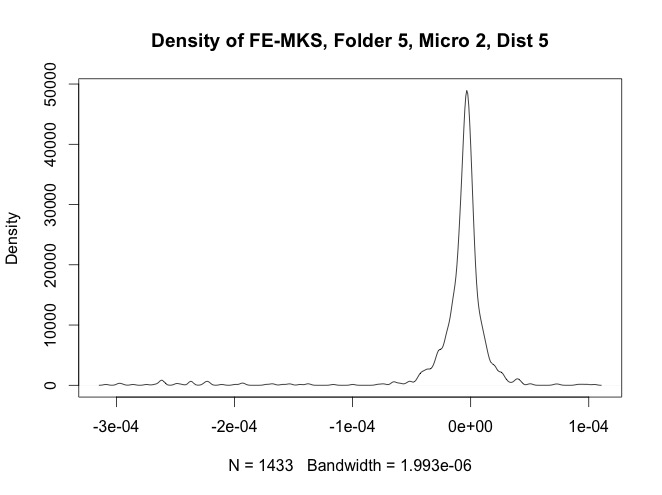 Density of FE-MKS, Folder 5, Micro 2, Dist 5
Density
50000
40000
30000
20000
10000
0
-3e-04 -2e-04 -1e-04 0e+00 1e-04
N = 1433 Bandwidth = 1.993e-06